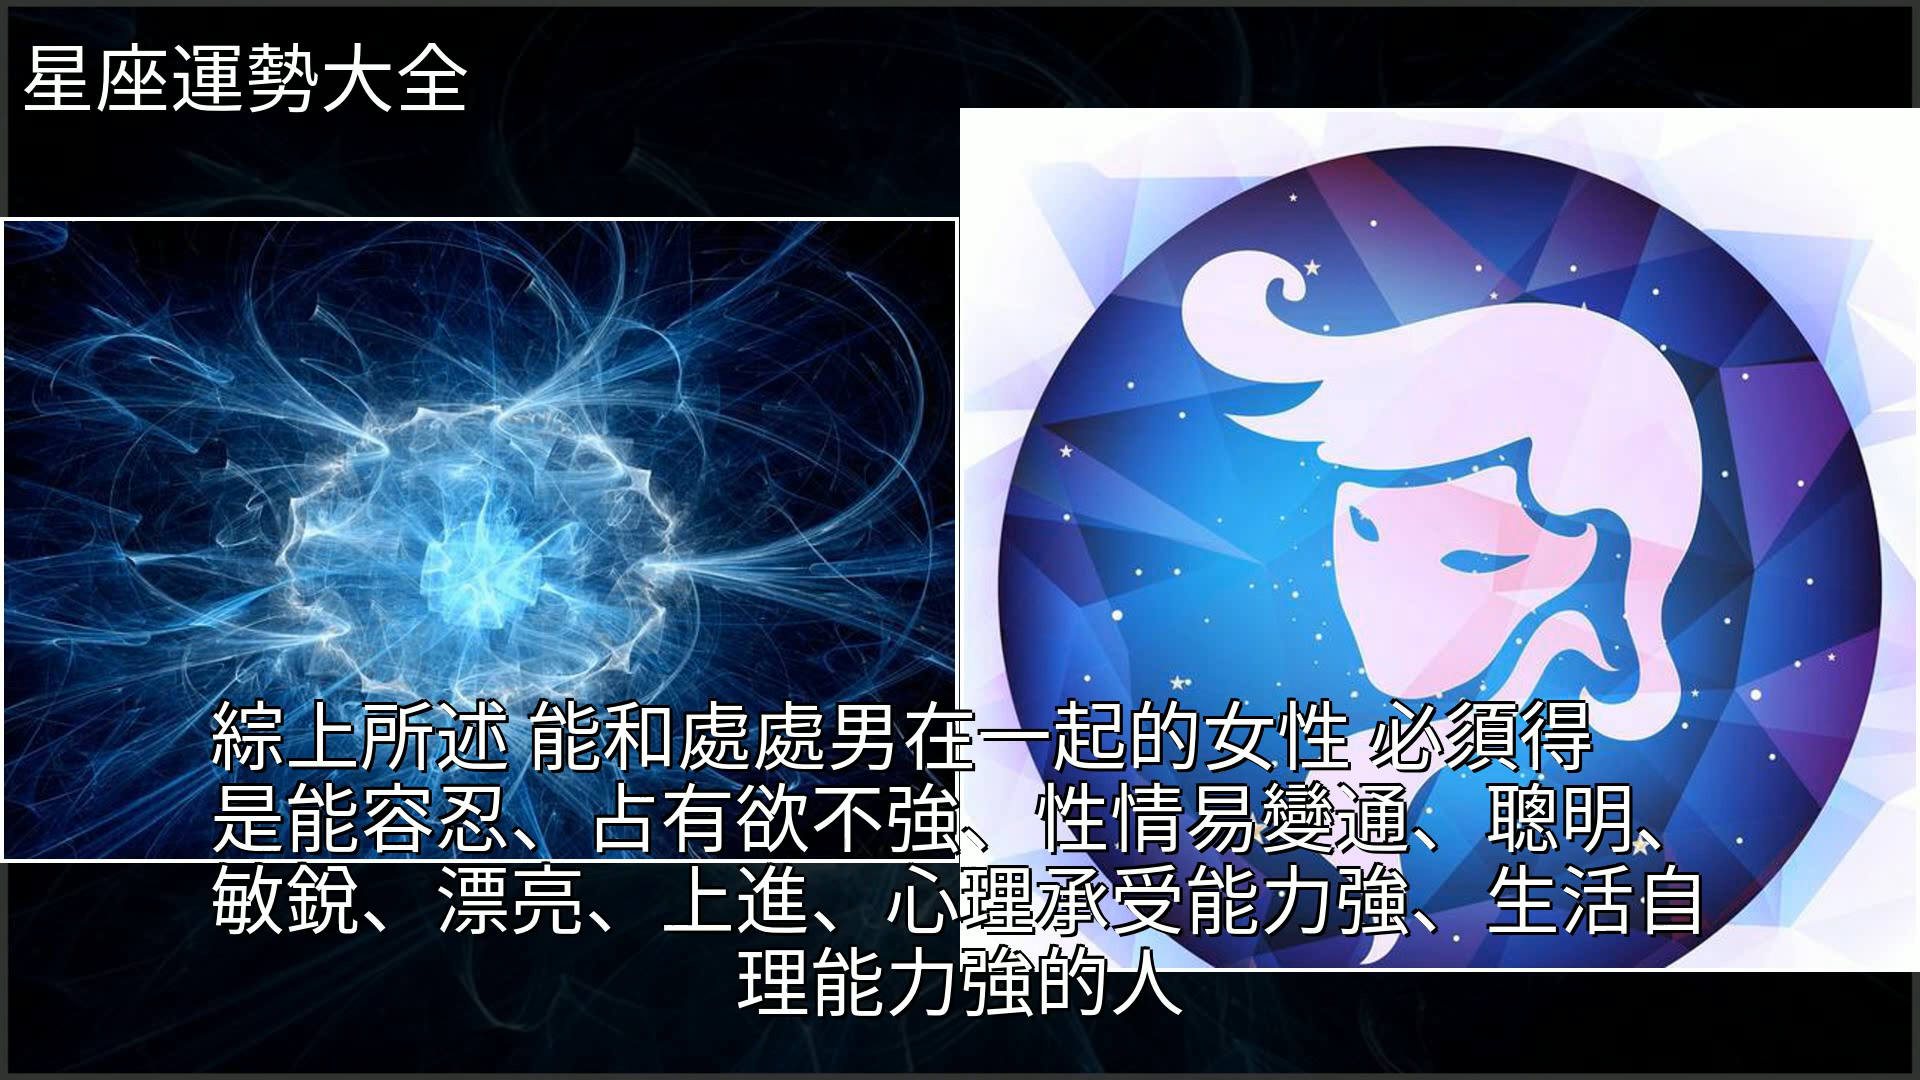 星座運勢大全
綜上所述 能和處處男在一起的女性 必須得
是能容忍、占有欲不強、性情易變通、聰明、
敏銳、漂亮、上進、心理承受能力強、生活自
理能力強的人